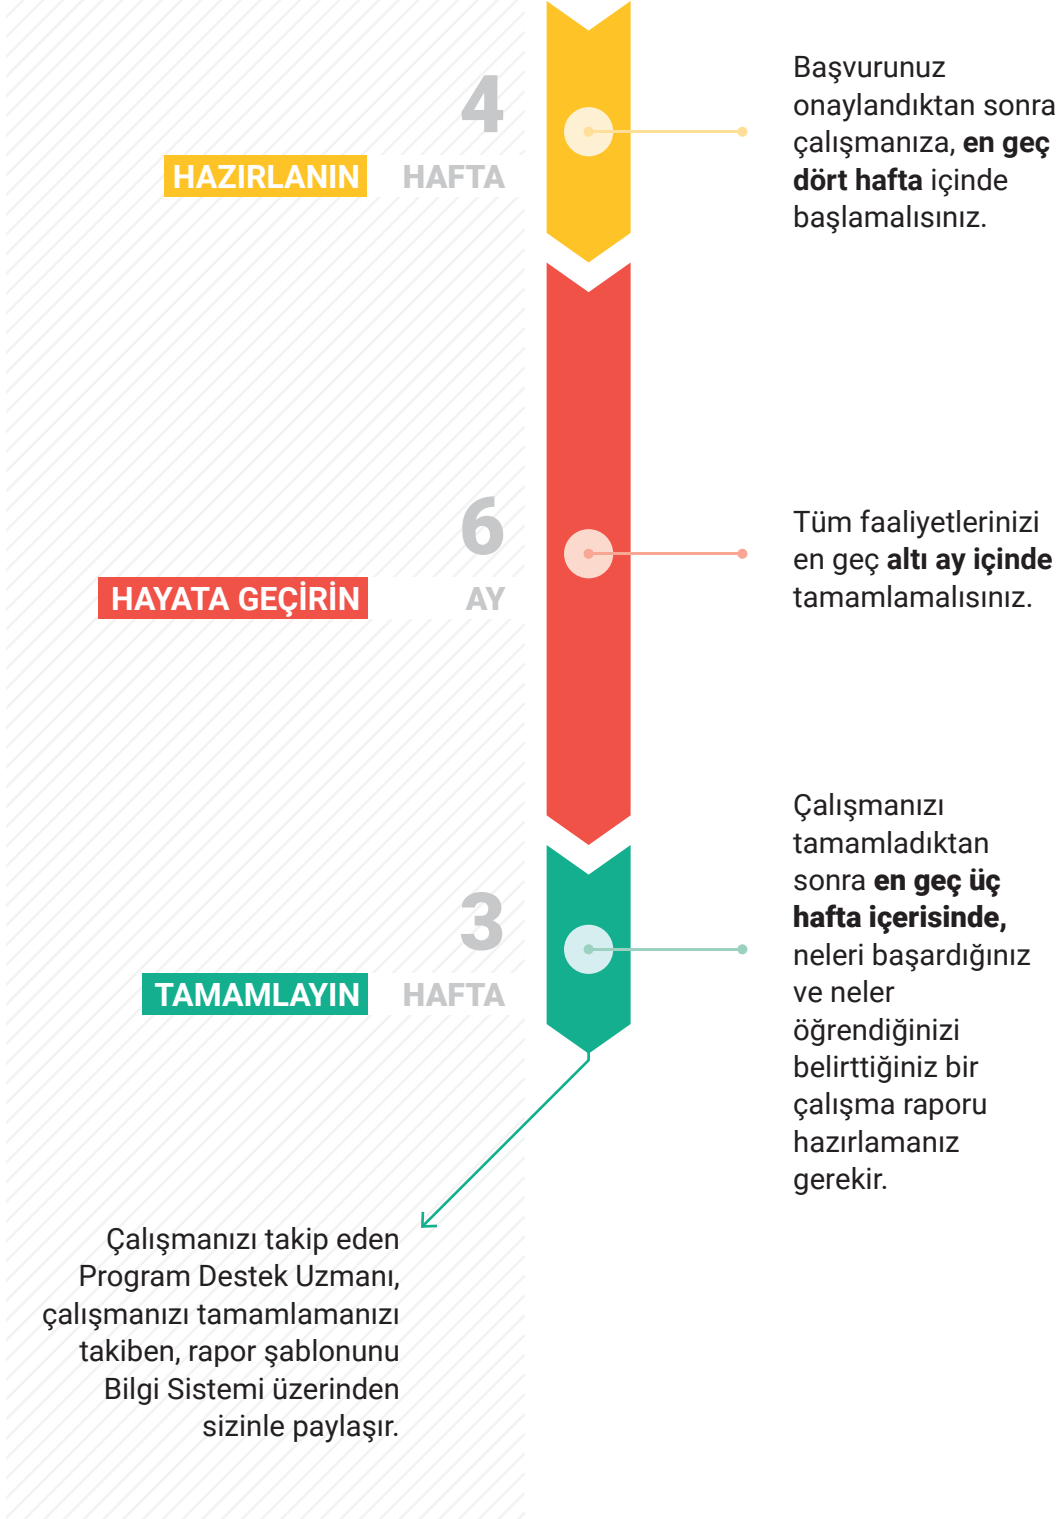 4
HAZIRLANIN HAFTA
Başvurunuz
onaylandıktan sonra
çalışmanıza, en geç
dört hafta içinde
başlamalısınız.
6
HAYATA GEÇİRİN AY
Tüm faaliyetlerinizi
en geç altı ay içinde
tamamlamalısınız.
3
TAMAMLAYIN HAFTA
Çalışmanızı
tamamladıktan
sonra en geç üç
hafta içerisinde,
neleri başardığınız
ve neler
öğrendiğinizi
belirttiğiniz bir
çalışma raporu
hazırlamanız
gerekir.
Çalışmanızı takip eden
Program Destek Uzmanı,
çalışmanızı tamamlamanızı
takiben, rapor şablonunu
Bilgi Sistemi üzerinden
sizinle paylaşır.